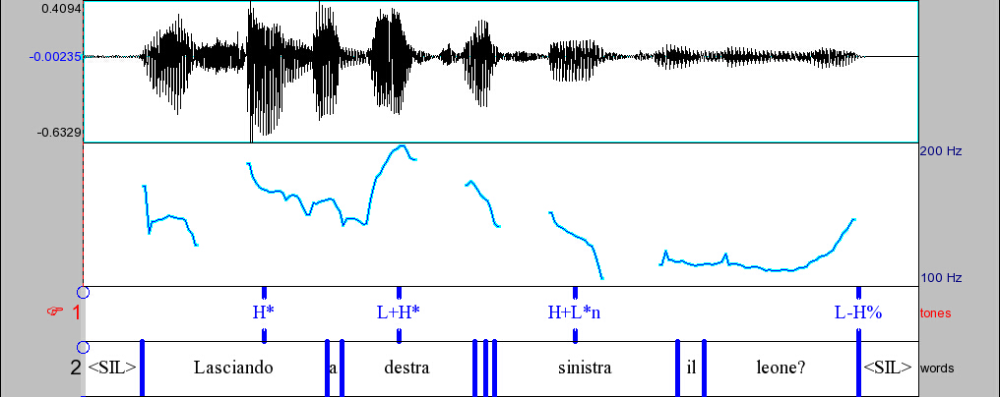 0.4094
-0.00235
-0.6329
200 Hz
100 Hz
☞ 1 H* L+H* H+L*n L-H% tones
2 <SIL> Lasciando a destra sinistra il leone? <SIL> words